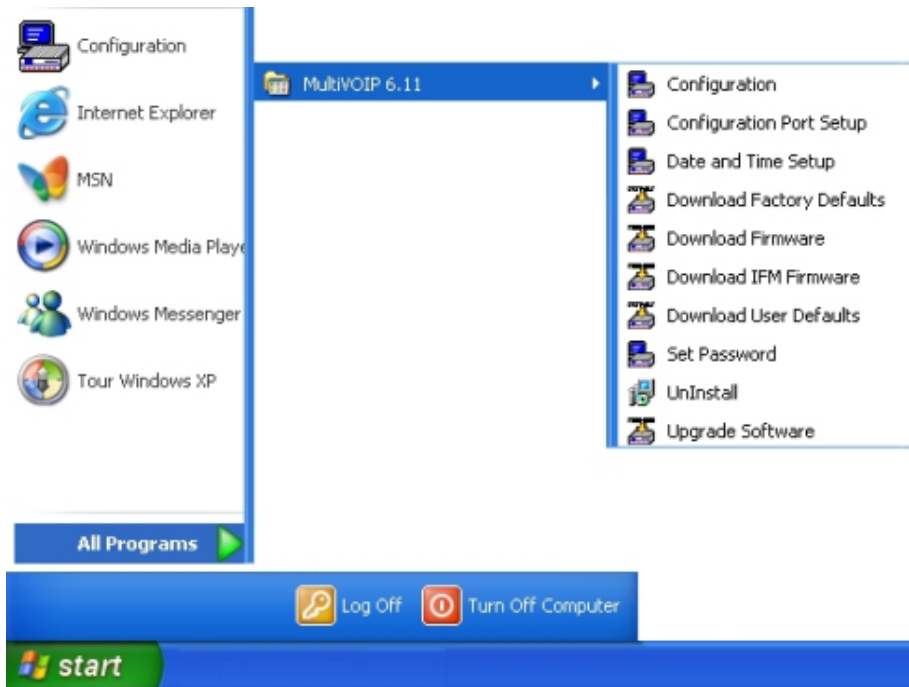 Configuration
Internet Explorer
MSN
Windows Media Playe
Windows Messenger
Tour Windows XP
All Programs
MultiVOIP 6.11
Configuration
Configuration Port Setup
Date and Time Setup
Download Factory Defaults
Download Firmware
Download IFM Firmware
Download User Defaults
Set Password
UnInstall
Upgrade Software
Log Off
Turn Off Computer
start